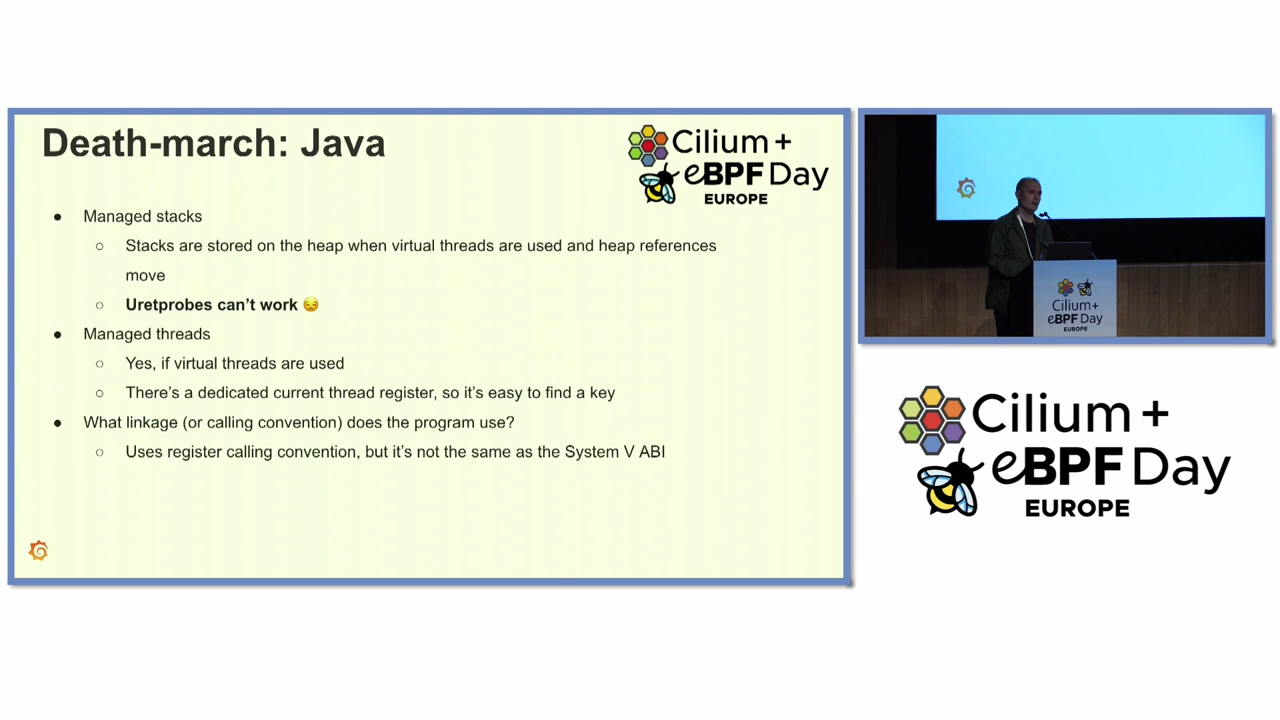 Death-march: Java
Cilium +
eBPF Day
EUROPE
● Managed stacks
○ Stacks are stored on the heap when virtual threads are used and heap references
move
○ Uretprobes can't work 😒
● Managed threads
○ Yes, if virtual threads are used
○ There's a dedicated current thread register, so it's easy to find a key
● What linkage (or calling convention) does the program use?
○ Uses register calling convention, but it's not the same as the System V ABI
Cilium+
eBPF Day
EUROPE
Cilium +
eBPF Day
EUROPE